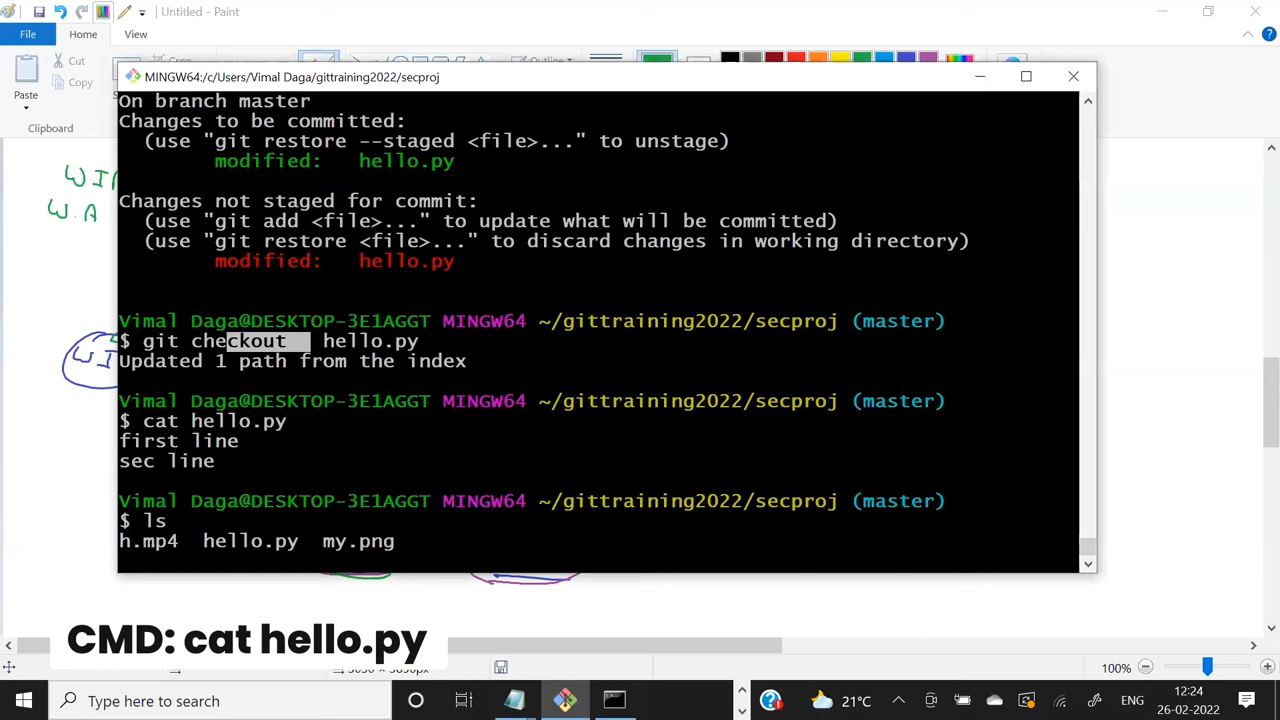 Untitled - Paint
File Home View
Cut
Copy
Paste
Clipboard
Outline
MINGW64:/c/Users/Vimal Daga/gittraining2022/secproj
On branch master
Changes to be committed:
(use "git restore --staged <file>..." to unstage)
modified: hello.py
Changes not staged for commit:
(use "git add <file>..." to update what will be committed)
(use "git restore <file>..." to discard changes in working directory)
modified: hello.py
Vimal Daga@DESKTOP-3E1AGGT MINGW64 ~/gittraining2022/secproj (master)
$ git checkout hello.py
Updated 1 path from the index
Vimal Daga@DESKTOP-3E1AGGT MINGW64 ~/gittraining2022/secproj (master)
$ cat hello.py
first line
sec line
Vimal Daga@DESKTOP-3E1AGGT MINGW64 ~/gittraining2022/secproj (master)
$ ls
h.mp4 hello.py my.png
W.A
CMD: cat hello.py
100%
Type here to search
21°C
ENG
12:24
26-02-2022